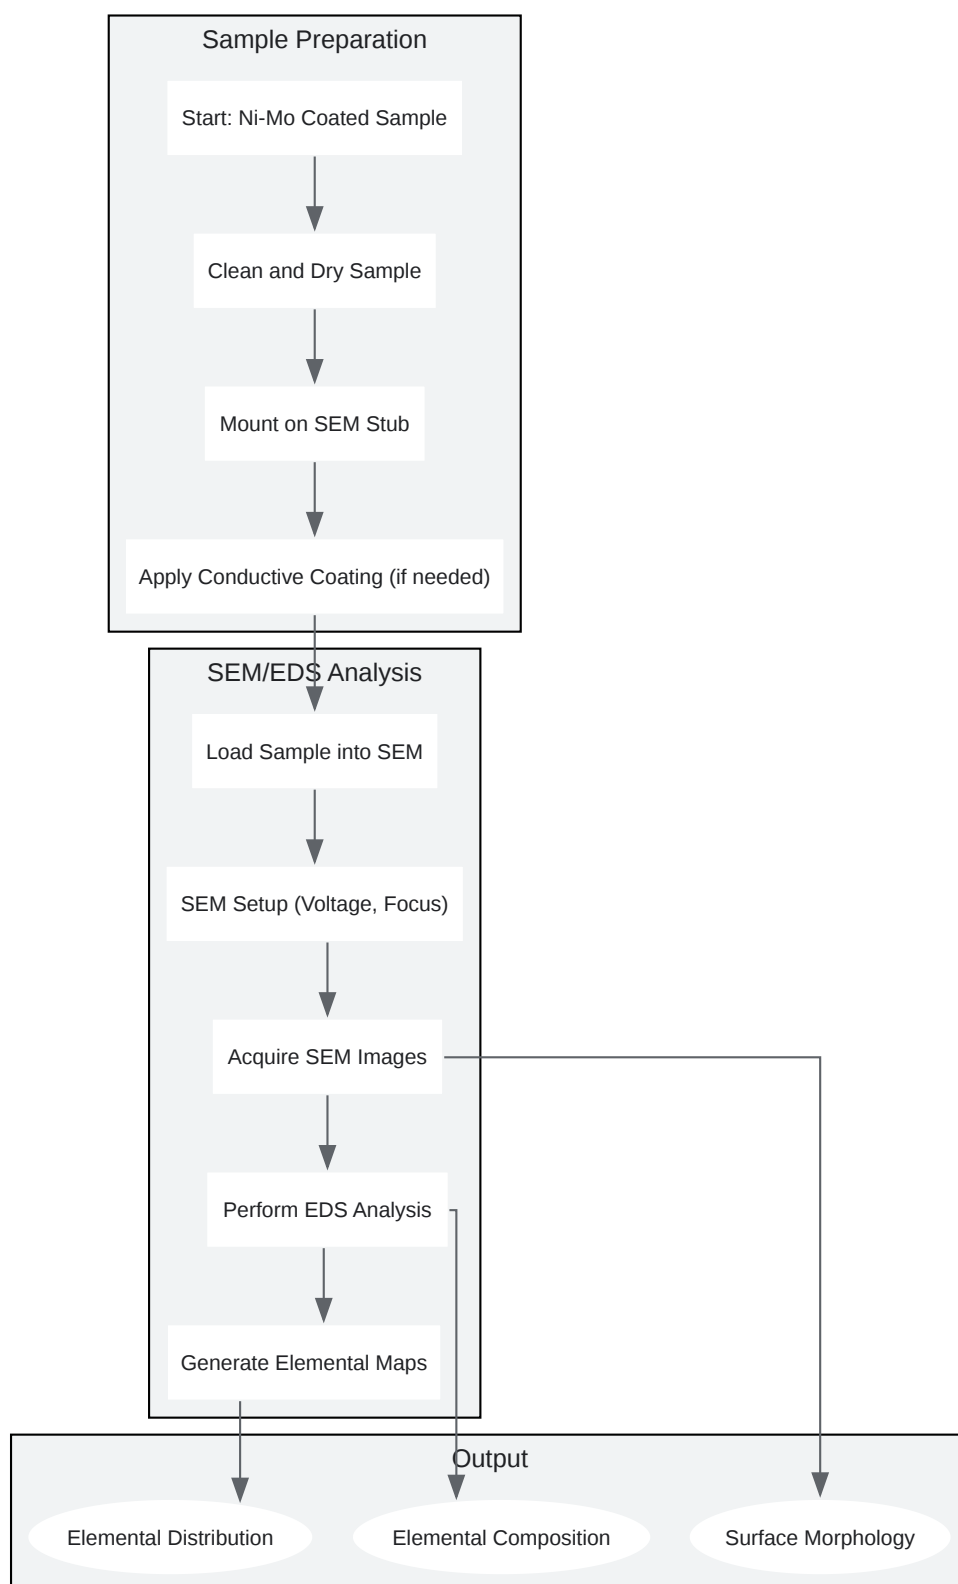 Sample Preparation
Start: Ni-Mo Coated Sample
Clean and Dry Sample
Mount on SEM Stub
Apply Conductive Coating (if needed)
SEM/EDS Analysis
Load Sample into SEM
SEM Setup (Voltage, Focus)
Acquire SEM Images
Perform EDS Analysis
Generate Elemental Maps
Output
Elemental Distribution
Elemental Composition
Surface Morphology